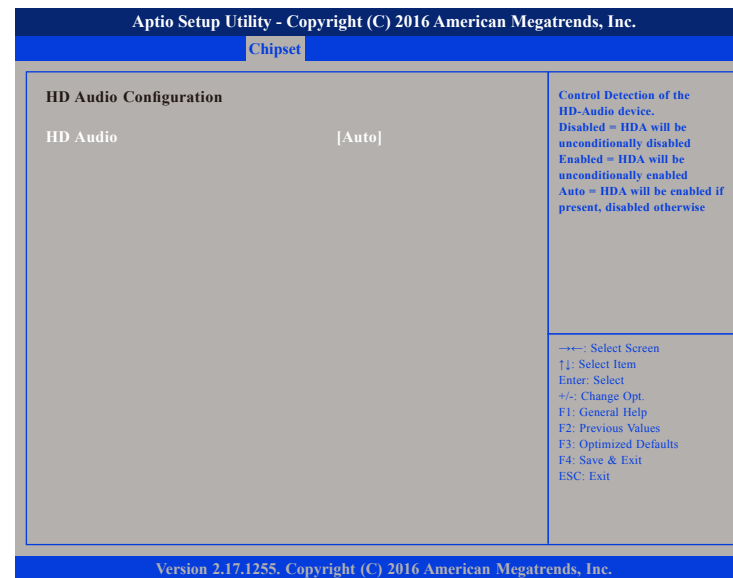 Aptio Setup Utility - Copyright (C) 2016 American Megatrends, Inc.
Chipset
HD Audio Configuration
HD Audio [Auto]
Control Detection of the
HD-Audio device.
Disabled = HDA will be
unconditionally disabled
Enabled = HDA will be
unconditionally enabled
Auto = HDA will be enabled if
present, disabled otherwise
→←: Select Screen
↑↓: Select Item
Enter: Select
+/-: Change Opt.
F1: General Help
F2: Previous Values
F3: Optimized Defaults
F4: Save & Exit
ESC: Exit
Version 2.17.1255. Copyright (C) 2016 American Megatrends, Inc.